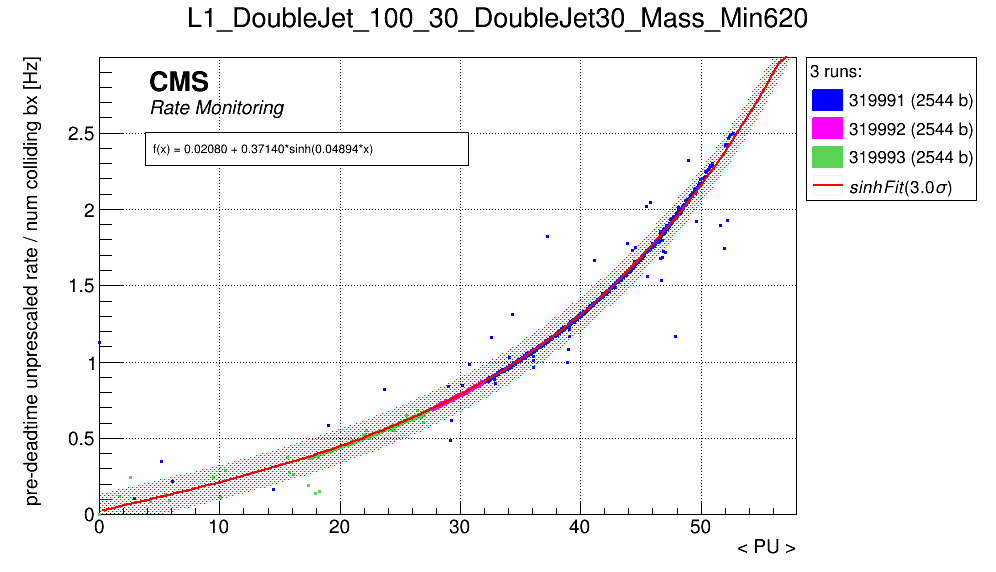 L1_DoubleJet_100_30_DoubleJet30_Mass_Min620
pre-deadtime unprescaled rate / num colliding bx [Hz]
CMS
Rate Monitoring
f(x) = 0.02080 + 0.37140*sinh(0.04894*x)
2.5
2
1.5
1
0.5
0
0 10 20 30 40 50
< PU >
3 runs:
319991 (2544 b)
319992 (2544 b)
319993 (2544 b)
sinhFit(3.0σ)